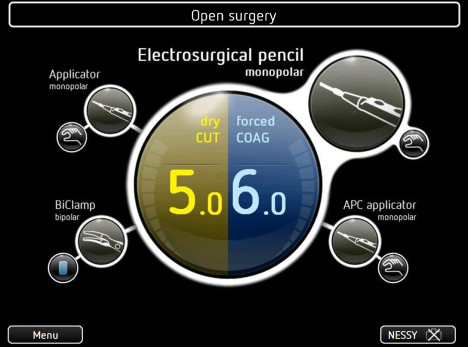 Open surgery
Electrosurgical pencil
monopolar
Applicator
monopolar
dry
CUT
forced
COAG
5.0
6.0
BiClamp
bipolar
APC applicator
monopolar
Menu
NESSY